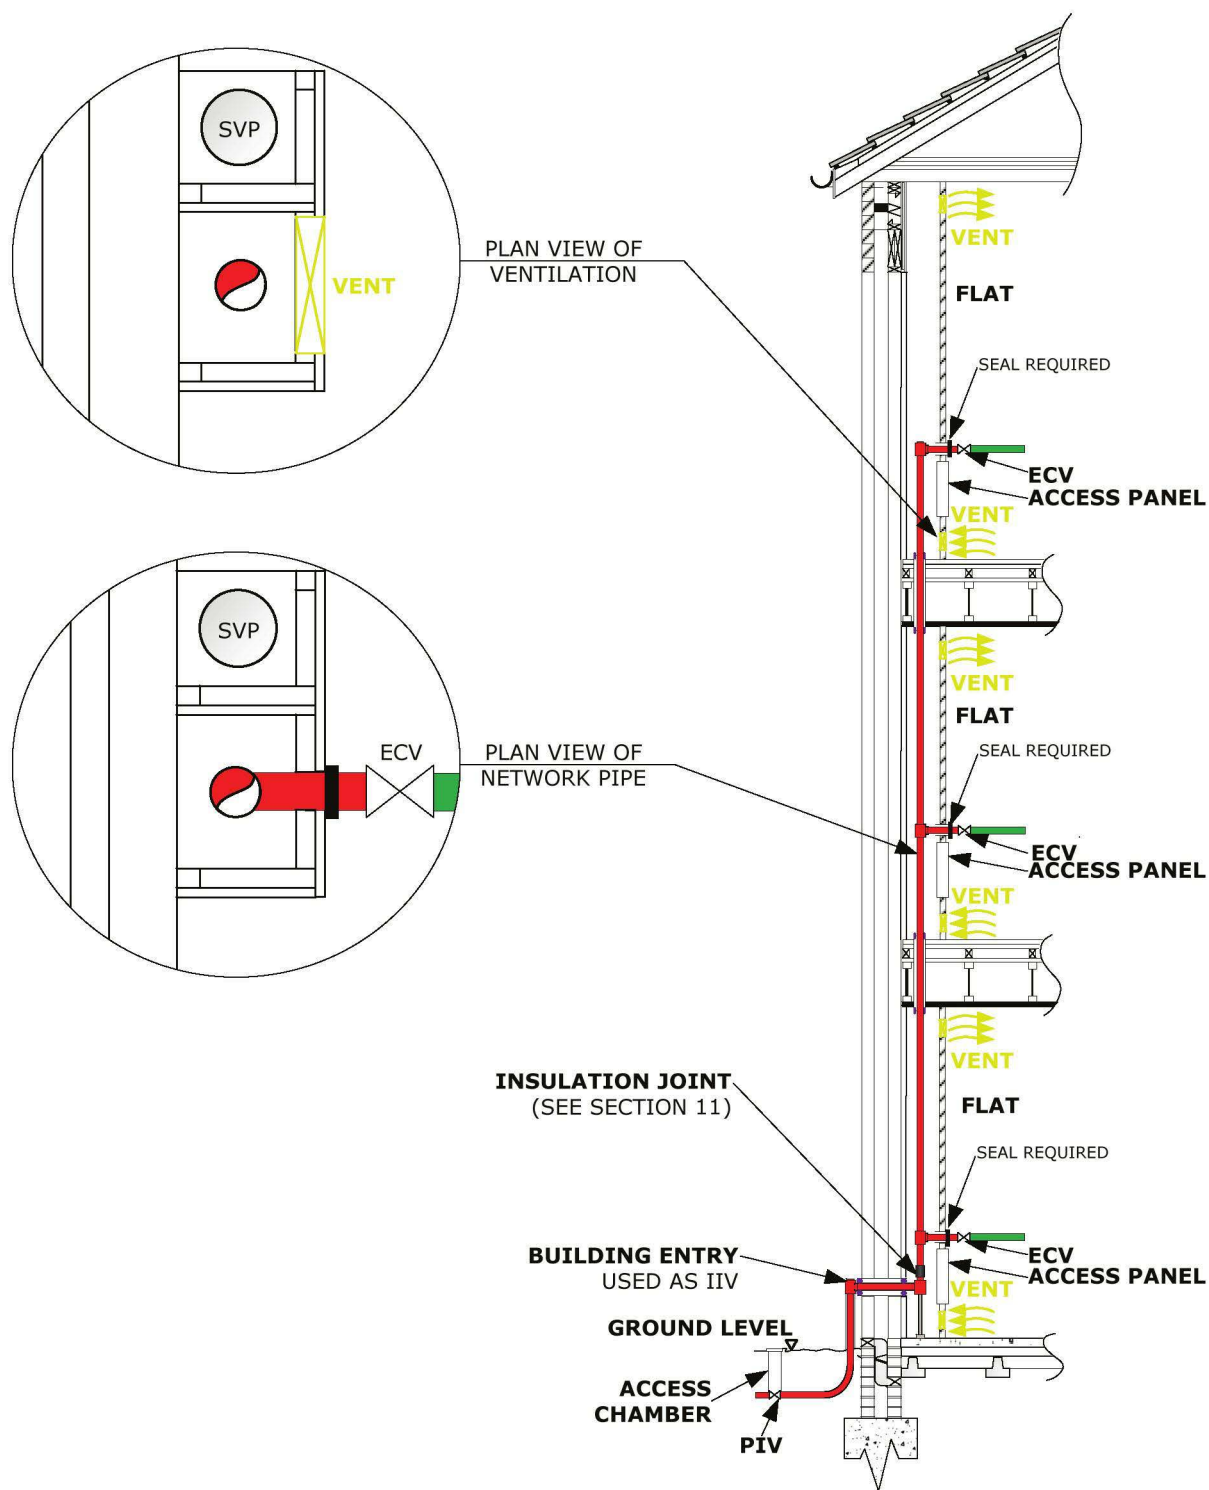 SVP
VENT
PLAN VIEW OF
VENTILATION
VENT
FLAT
SEAL REQUIRED
ECV
ACCESS PANEL
VENT
SVP
ECV
PLAN VIEW OF
NETWORK PIPE
VENT
FLAT
SEAL REQUIRED
ECV
ACCESS PANEL
VENT
VENT
INSULATION JOINT
(SEE SECTION 11)
FLAT
SEAL REQUIRED
BUILDING ENTRY
USED AS IIV
ECV
ACCESS PANEL
VENT
GROUND LEVEL
ACCESS
CHAMBER
PIV